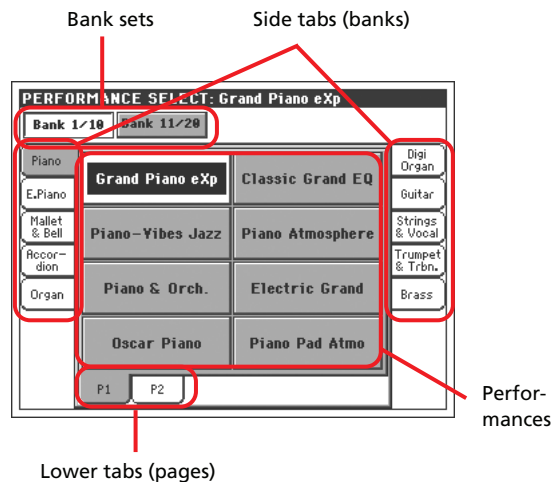 Bank sets
Side tabs (banks)
PERFORMANCE SELECT: Grand Piano eXp
Bank 1/10
Bank 11/20
Piano
E.Piano
Mallet
& Bell
Accor-
dion
Organ
Grand Piano eXp
Classic Grand EQ
Piano-Vibes Jazz
Piano Atmosphere
Piano & Orch.
Electric Grand
Oscar Piano
Piano Pad Atmo
Digi
Organ
Guitar
Strings
& Vocal
Trumpet
& Trbn.
Brass
P1
P2
Perfor-
mances
Lower tabs (pages)